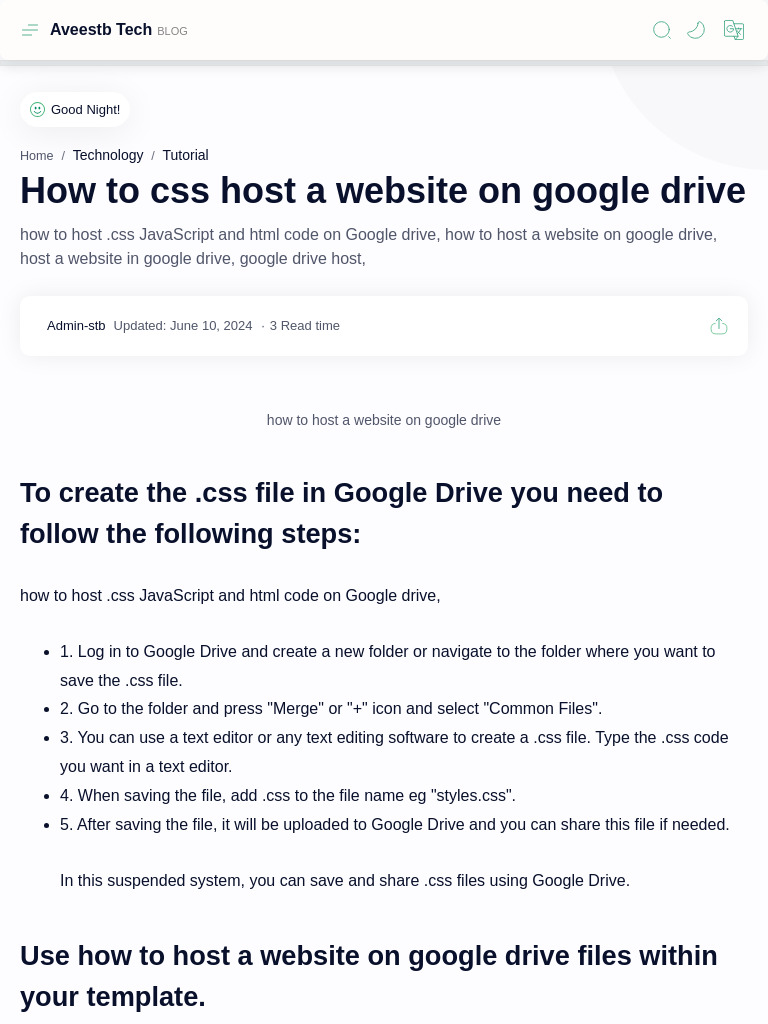 Aveestb Tech BLOG
Good Night!
Home / Technology / Tutorial
How to css host a website on google drive
how to host .css JavaScript and html code on Google drive, how to host a website on google drive,
host a website in google drive, google drive host,
Admin-stb Updated: June 10, 2024 · 3 Read time
how to host a website on google drive
To create the .css file in Google Drive you need to
follow the following steps:
how to host .css JavaScript and html code on Google drive,
• 1. Log in to Google Drive and create a new folder or navigate to the folder where you want to
save the .css file.
• 2. Go to the folder and press "Merge" or "+" icon and select "Common Files".
• 3. You can use a text editor or any text editing software to create a .css file. Type the .css code
you want in a text editor.
• 4. When saving the file, add .css to the file name eg "styles.css".
• 5. After saving the file, it will be uploaded to Google Drive and you can share this file if needed.
In this suspended system, you can save and share .css files using Google Drive.
Use how to host a website on google drive files within
your template.